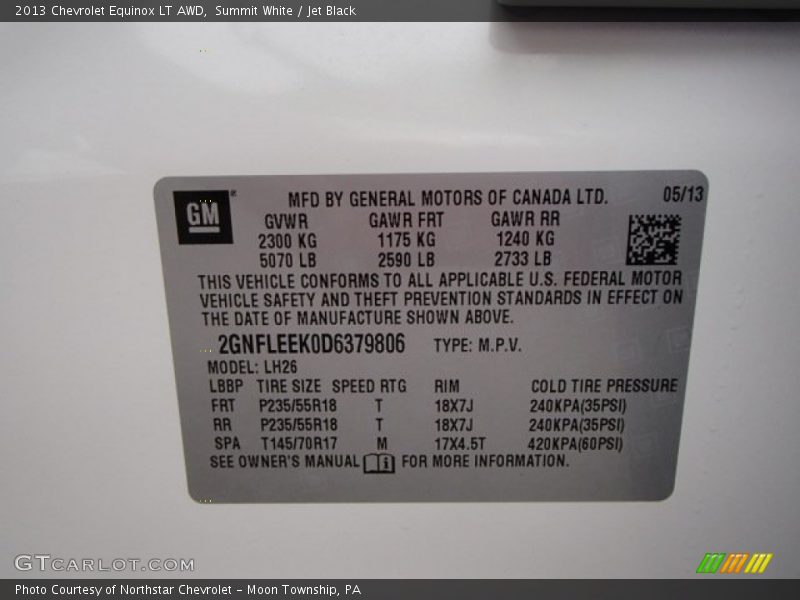 2013 Chevrolet Equinox LT AWD, Summit White / Jet Black
GM
MFD BY GENERAL MOTORS OF CANADA LTD. 05/13
GVWR GAWR FRT GAWR RR
2300 KG 1175 KG 1240 KG
5070 LB 2590 LB 2733 LB
THIS VEHICLE CONFORMS TO ALL APPLICABLE U.S. FEDERAL MOTOR
VEHICLE SAFETY AND THEFT PREVENTION STANDARDS IN EFFECT ON
THE DATE OF MANUFACTURE SHOWN ABOVE.
2GNFLEEK0D6379806 TYPE: M.P.V.
MODEL: LH26
LBBP TIRE SIZE SPEED RTG RIM COLD TIRE PRESSURE
FRT P235/55R18 T 18X7J 240KPA(35PSI)
RR P235/55R18 T 18X7J 240KPA(35PSI)
SPA T145/70R17 M 17X4.5T 420KPA(60PSI)
SEE OWNER'S MANUAL i FOR MORE INFORMATION.
GTCARLOT.COM
Photo Courtesy of Northstar Chevrolet - Moon Township, PA